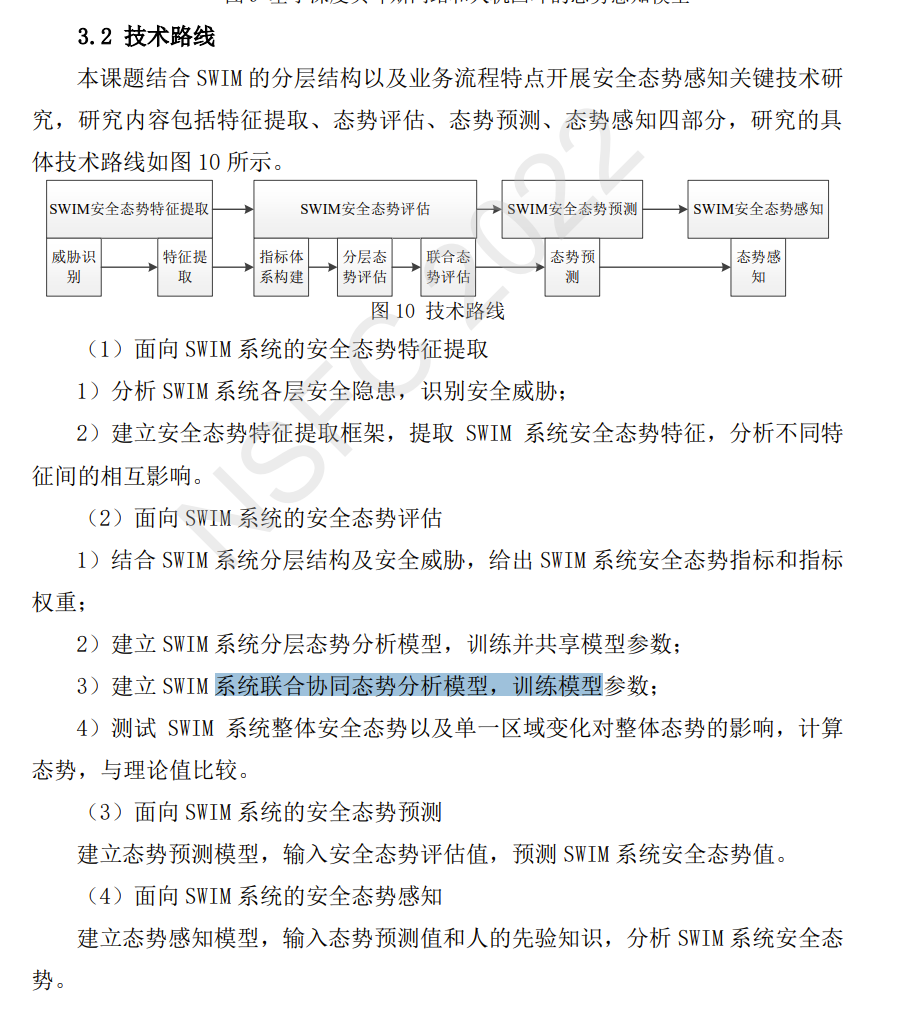 3.2 技术路线
本课题结合 SWIM 的分层结构以及业务流程特点开展安全态势感知关键技术研
究，研究内容包括特征提取、态势评估、态势预测、态势感知四部分，研究的具
体技术路线如图 10 所示。
SWIM安全态势特征提取
SWIM安全态势评估
SWIM安全态势预测
SWIM安全态势感知
威胁识
别
特征提
取
指标体
系构建
分层态
势评估
联合态
势评估
态势预
测
态势感
知
图 10 技术路线
（1）面向 SWIM 系统的安全态势特征提取
1）分析 SWIM 系统各层安全隐患，识别安全威胁；
2）建立安全态势特征提取框架，提取 SWIM 系统安全态势特征，分析不同特
征间的相互影响。
（2）面向 SWIM 系统的安全态势评估
1）结合 SWIM 系统分层结构及安全威胁，给出 SWIM 系统安全态势指标和指标
权重；
2）建立 SWIM 系统分层态势分析模型，训练并共享模型参数；
3）建立 SWIM 系统联合协同态势分析模型，训练模型参数；
4）测试 SWIM 系统整体安全态势以及单一区域变化对整体态势的影响，计算
态势，与理论值比较。
（3）面向 SWIM 系统的安全态势预测
建立态势预测模型，输入安全态势评估值，预测 SWIM 系统安全态势值。
（4）面向 SWIM 系统的安全态势感知
建立态势感知模型，输入态势预测值和人的先验知识，分析 SWIM 系统安全态
势。
NSFC 2022